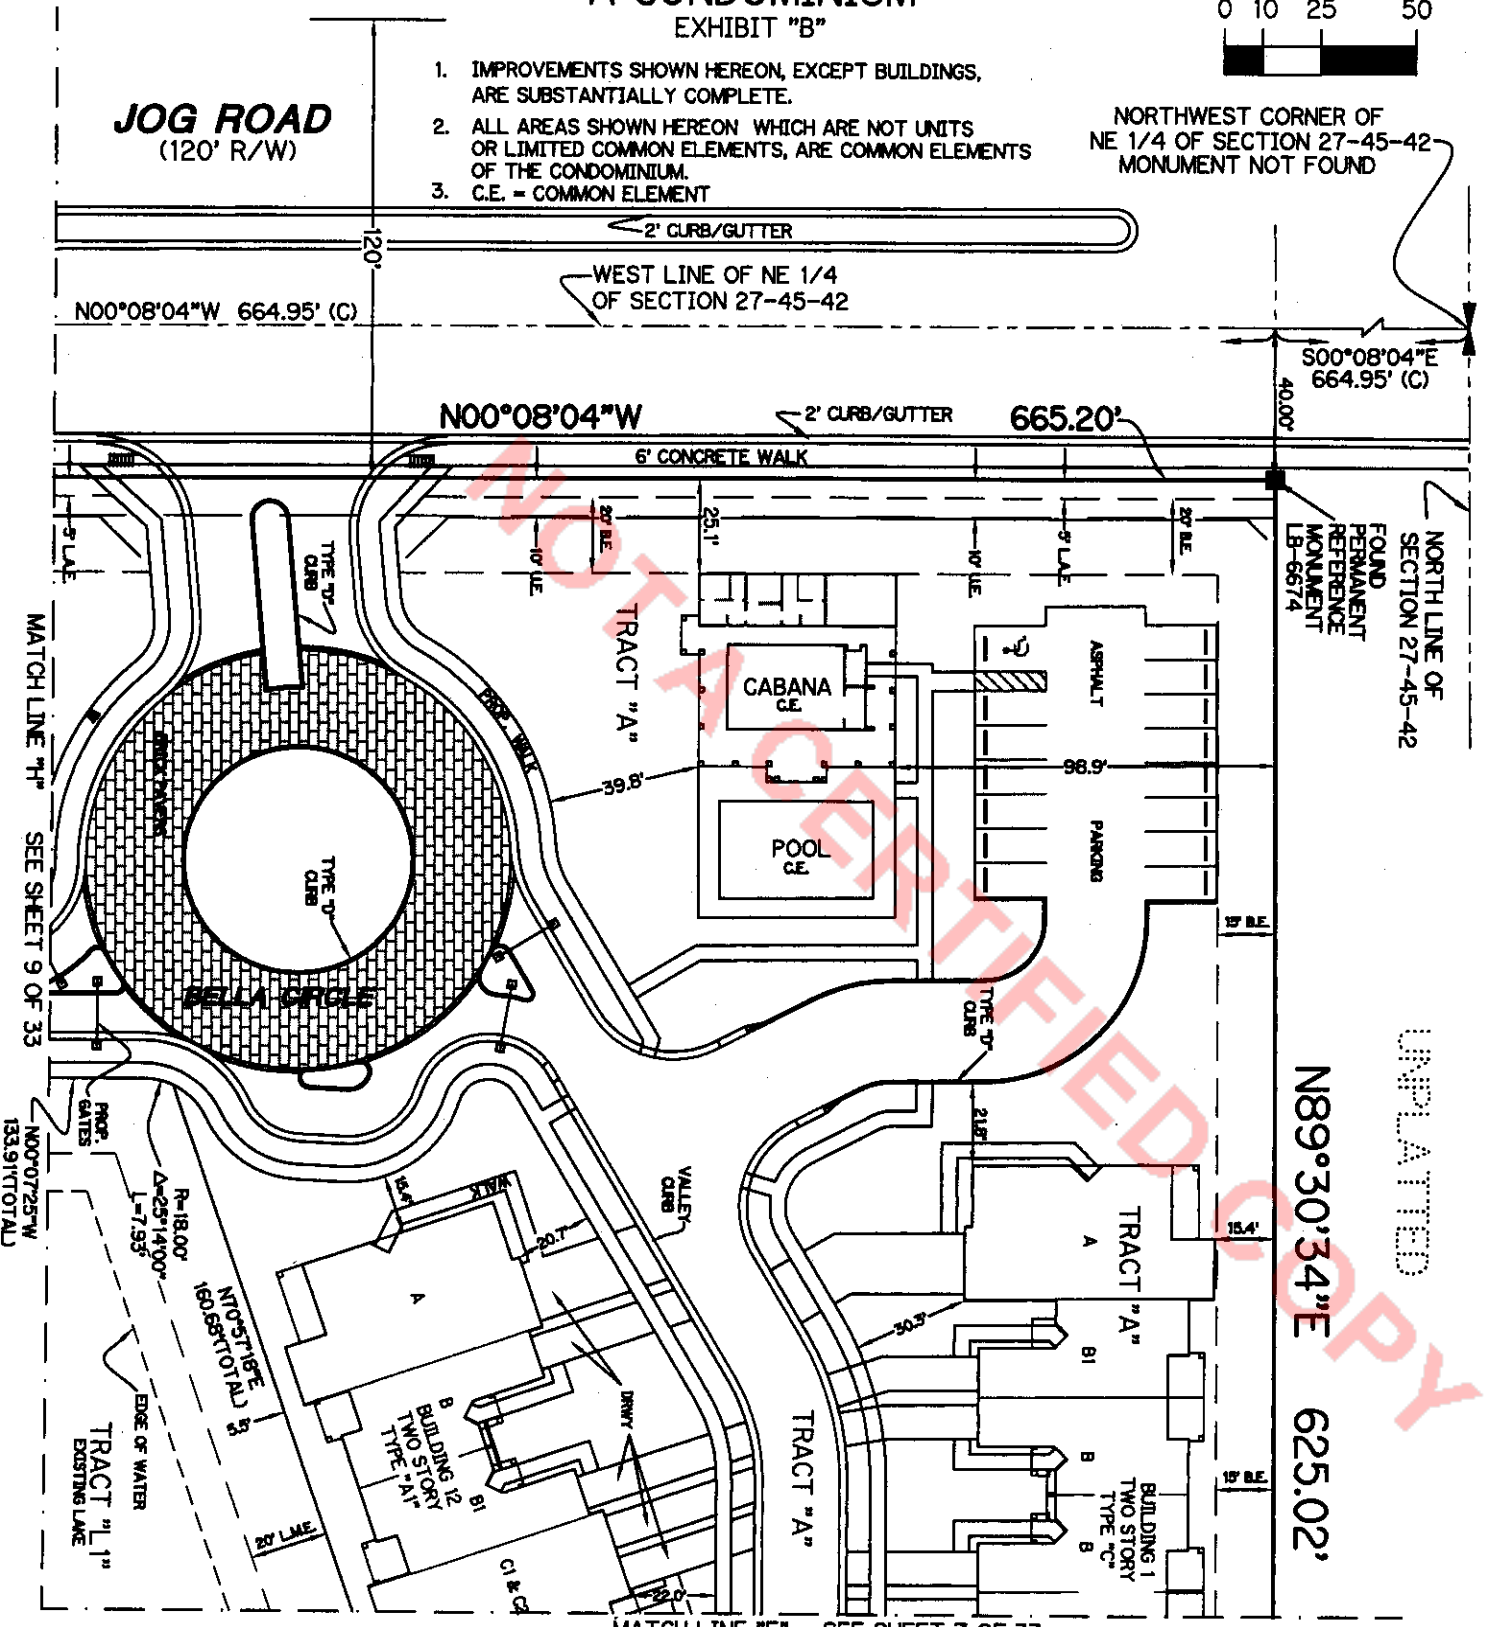 A CONDOMINIUM
EXHIBIT "B"
0 10 25 50
1. IMPROVEMENTS SHOWN HEREON, EXCEPT BUILDINGS,
ARE SUBSTANTIALLY COMPLETE.
2. ALL AREAS SHOWN HEREON WHICH ARE NOT UNITS
OR LIMITED COMMON ELEMENTS, ARE COMMON ELEMENTS
OF THE CONDOMINIUM.
3. C.E. = COMMON ELEMENT
JOG ROAD
(120' R/W)
NORTHWEST CORNER OF
NE 1/4 OF SECTION 27-45-42
MONUMENT NOT FOUND
2' CURB/GUTTER
120'
WEST LINE OF NE 1/4
OF SECTION 27-45-42
N00°08'04"W 664.95' (C)
S00°08'04"E
664.95' (C)
40.00'
N00°08'04"W
2' CURB/GUTTER
665.20'
6' CONCRETE WALK
NORTH LINE OF
SECTION 27-45-42
FOUND
PERMANENT
REFERENCE
MONUMENT
LB-6674
5' L.A.E.
10' U.E.
20' B.E.
25.1'
10' U.E.
5' L.A.E.
20' B.E.
TYPE "D"
CURB
TRACT "A"
CABANA
C.E.
ASPHALT
PARKING
PROP. WALK
39.8'
98.9'
POOL
C.E.
BRICK PAVERS
TYPE "D"
CURB
BELLA CIRCLE
15' B.E.
TYPE "D"
CURB
MATCH LINE "H" SEE SHEET 9 OF 33
UNPLATTED
N89°30'34"E 625.02'
PROP.
GATES
N00°07'25"W
133.91'(TOTAL)
R=18.00'
Δ=25°14'00"
L=7.93'
N70°57'18"E
160.68'(TOTAL)
15.4'
WALK
20.7'
VALLEY
CURB
21.8'
TRACT "A"
A
15.4'
30.3'
B1
A
B
BUILDING 12
TWO STORY
TYPE "A1"
B1
DRWY
TRACT "A"
B
BUILDING 1
TWO STORY
TYPE "C"
B
15' B.E.
EDGE OF WATER
TRACT "L1"
EXISTING LAKE
20' L.M.E.
C1 & C2
22.0'
MATCH LINE "F" SEE SHEET 7 OF 33
NOT A CERTIFIED COPY